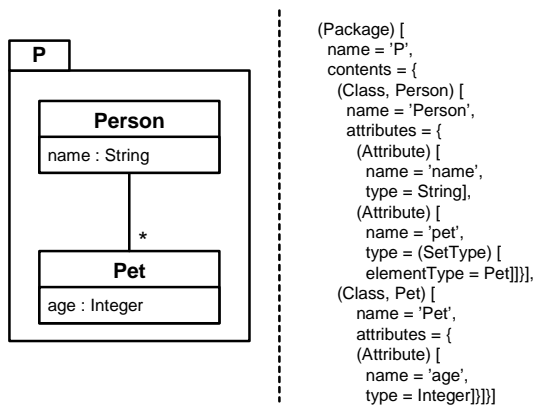 P
Person
name : String
*
Pet
age : Integer
(Package) [
name = ’P’,
contents = {
(Class, Person) [
name = ’Person’,
attributes = {
(Attribute) [
name = ’name’,
type = String],
(Attribute) [
name = ’pet’,
type = (SetType) [
elementType = Pet]]}],
(Class, Pet) [
name = ’Pet’,
attributes = {
(Attribute) [
name = ’age’,
type = Integer]}]}]